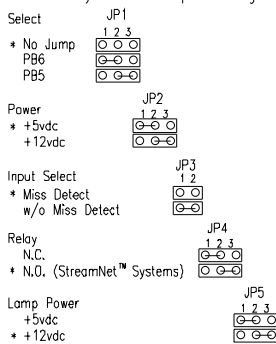 Select JP1
1 2 3
* No Jump
PB6
PB5
JP2
Power 1 2 3
* +5vdc
+12vdc
JP3
Input Select 1 2
* Miss Detect
w/o Miss Detect
JP4
Relay 1 2 3
N.C.
* N.O. (StreamNet™ Systems)
JP5
Lamp Power 1 2 3
+5vdc
* +12vdc